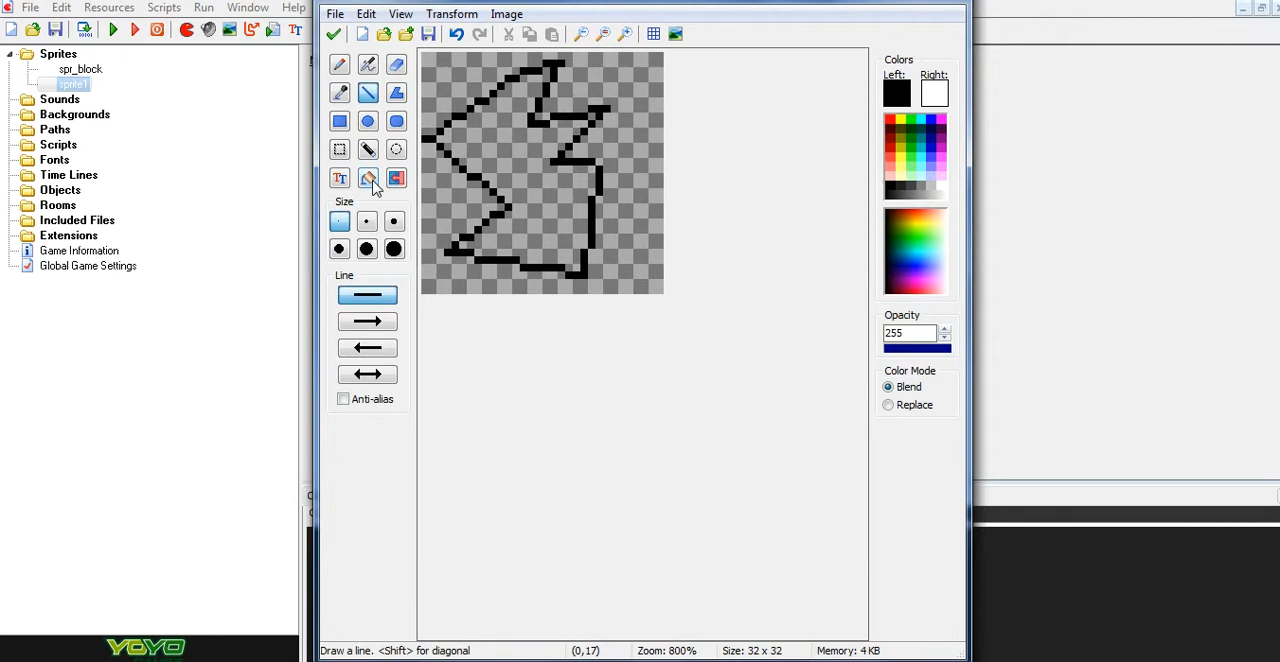 File Edit Resources Scripts Run Window Help
Sprites
spr_block
sprite1
Sounds
Backgrounds
Paths
Scripts
Fonts
Time Lines
Objects
Rooms
Included Files
Extensions
Game Information
Global Game Settings
YOYO
File Edit View Transform Image
Size
Line
Anti-alias
Colors
Left: Right:
Opacity
255
Color Mode
Blend
Replace
Draw a line. <Shift> for diagonal (0,17) Zoom: 800% Size: 32 x 32 Memory: 4 KB